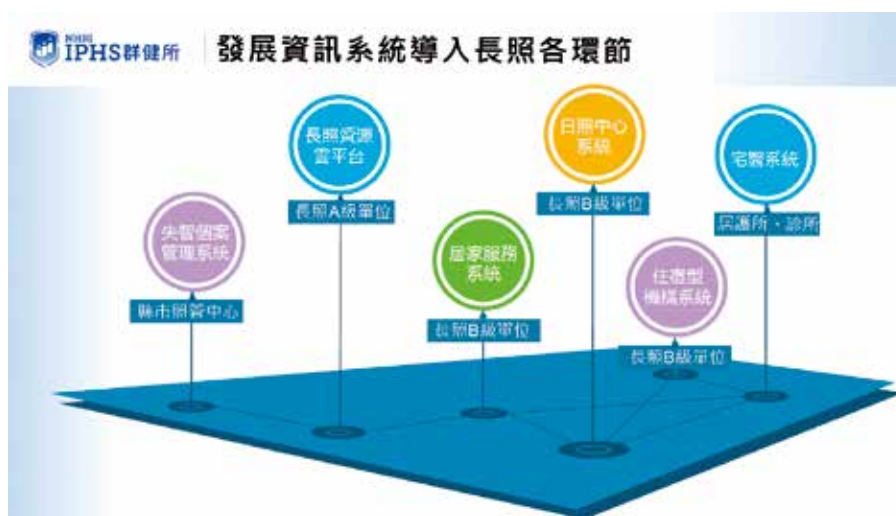 NHRI
IPHS群健所
發展資訊系統導入長照各環節
長照資源
雲平台
長照A級單位
日照中心
系統
長照B級單位
宅醫系統
居護所、診所
失智個案
管理系統
縣市照管中心
居家服務
系統
長照B級單位
住宿型
機構系統
長照B級單位